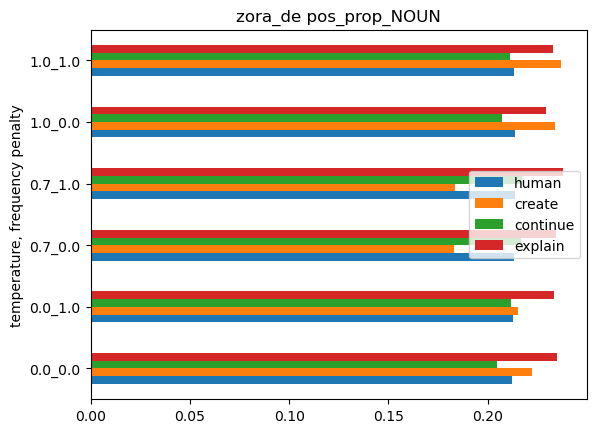 zora_de pos_prop_NOUN
temperature, frequency penalty
1.0_1.0
1.0_0.0
0.7_1.0
0.7_0.0
0.0_1.0
0.0_0.0
human
create
continue
explain
0.00 0.05 0.10 0.15 0.20